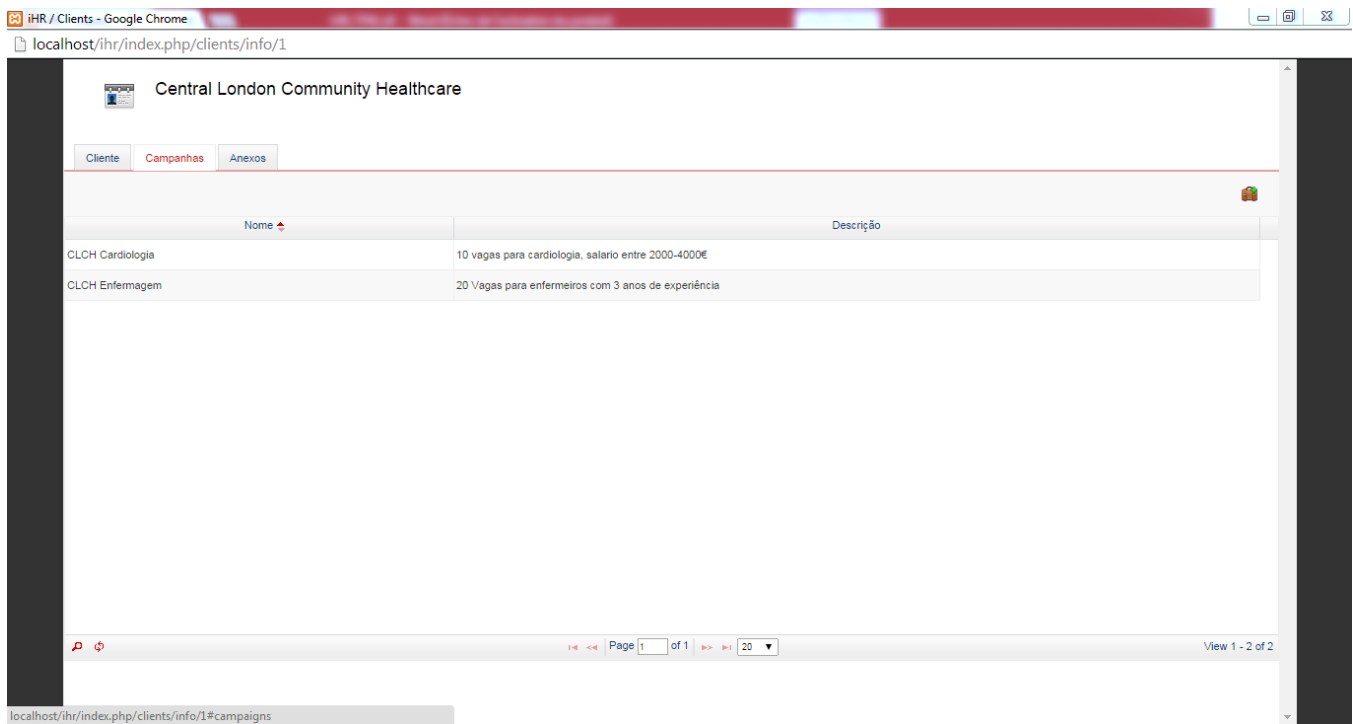 iHR / Clients - Google Chrome
localhost/ihr/index.php/clients/info/1
Central London Community Healthcare
Cliente Campanhas Anexos
Nome Descrição
CLCH Cardiologia 10 vagas para cardiologia, salario entre 2000-4000€
CLCH Enfermagem 20 Vagas para enfermeiros com 3 anos de experiência
Page 1 of 1 20 View 1 - 2 of 2
localhost/ihr/index.php/clients/info/1#campaigns